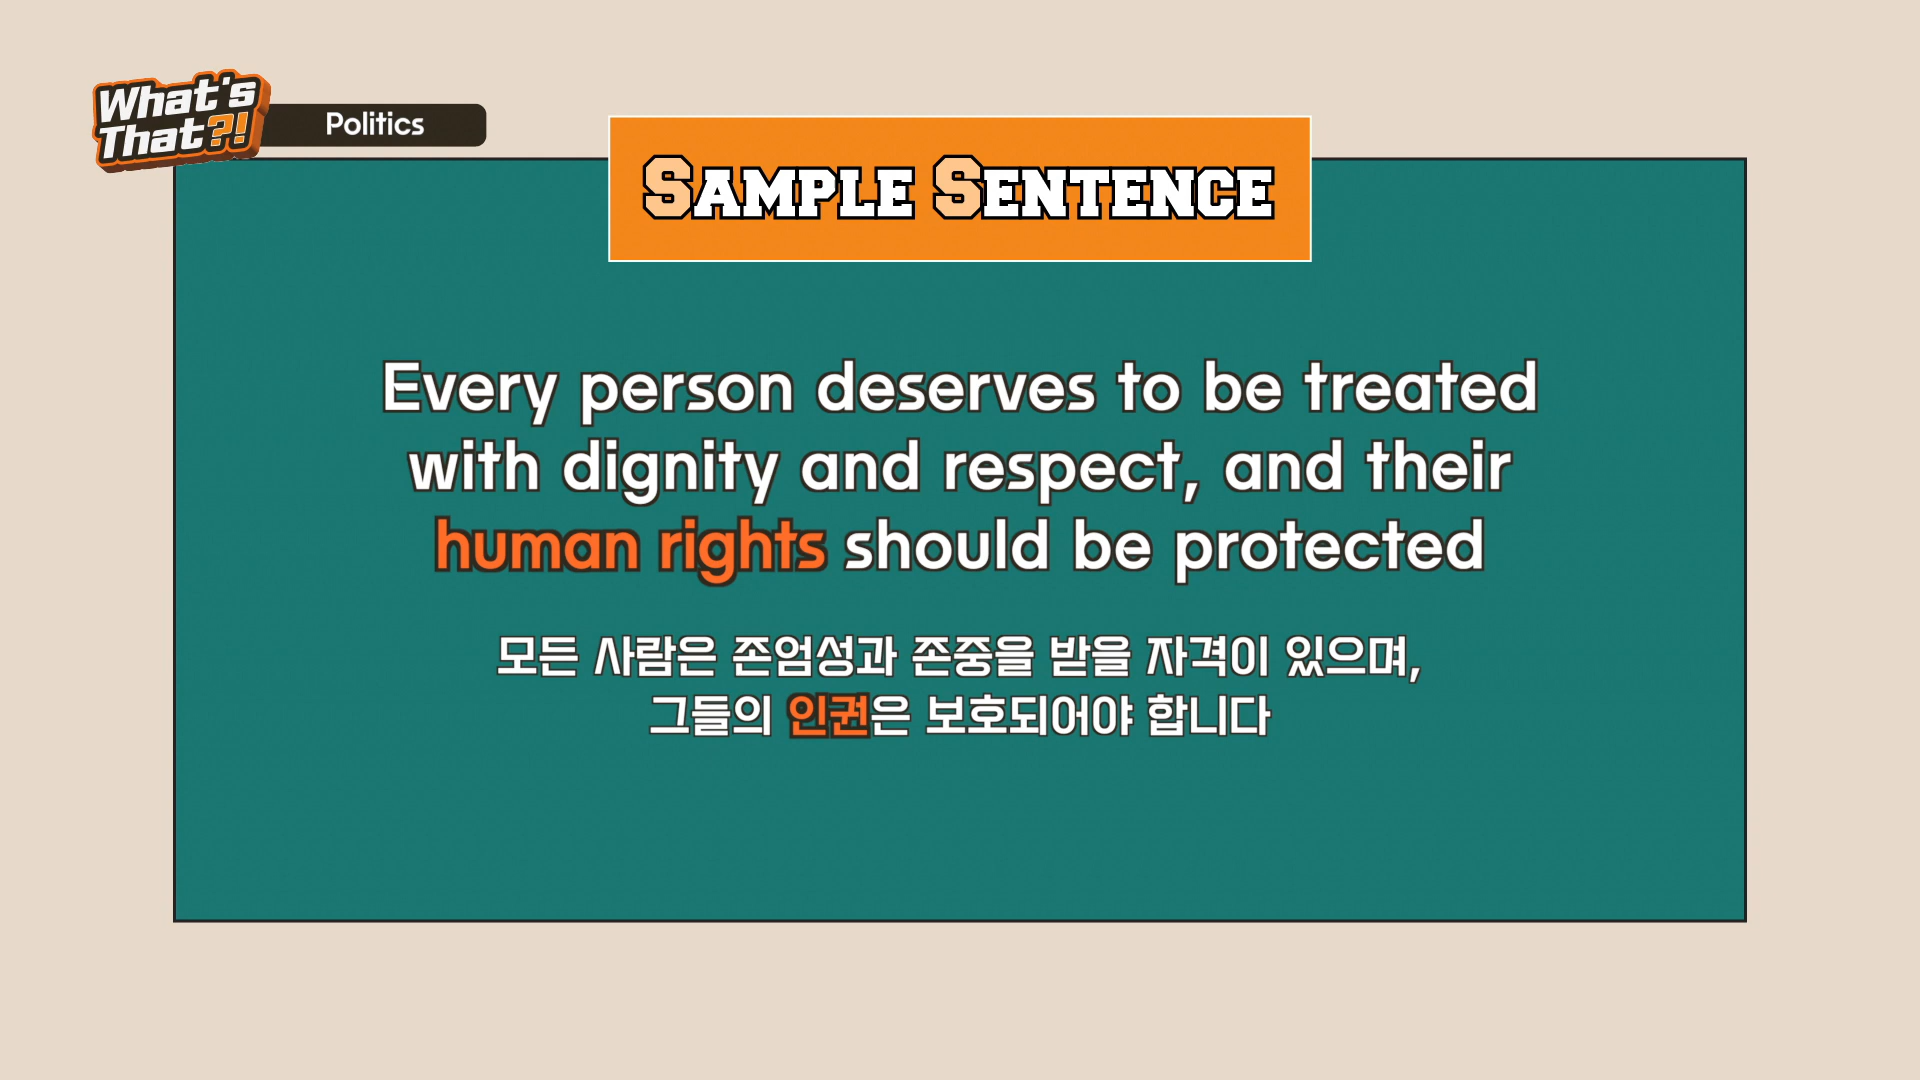 What's
That?!
Politics
SAMPLE SENTENCE
Every person deserves to be treated
with dignity and respect, and their
human rights should be protected
모든 사람은 존엄성과 존중을 받을 자격이 있으며,
그들의 인권은 보호되어야 합니다